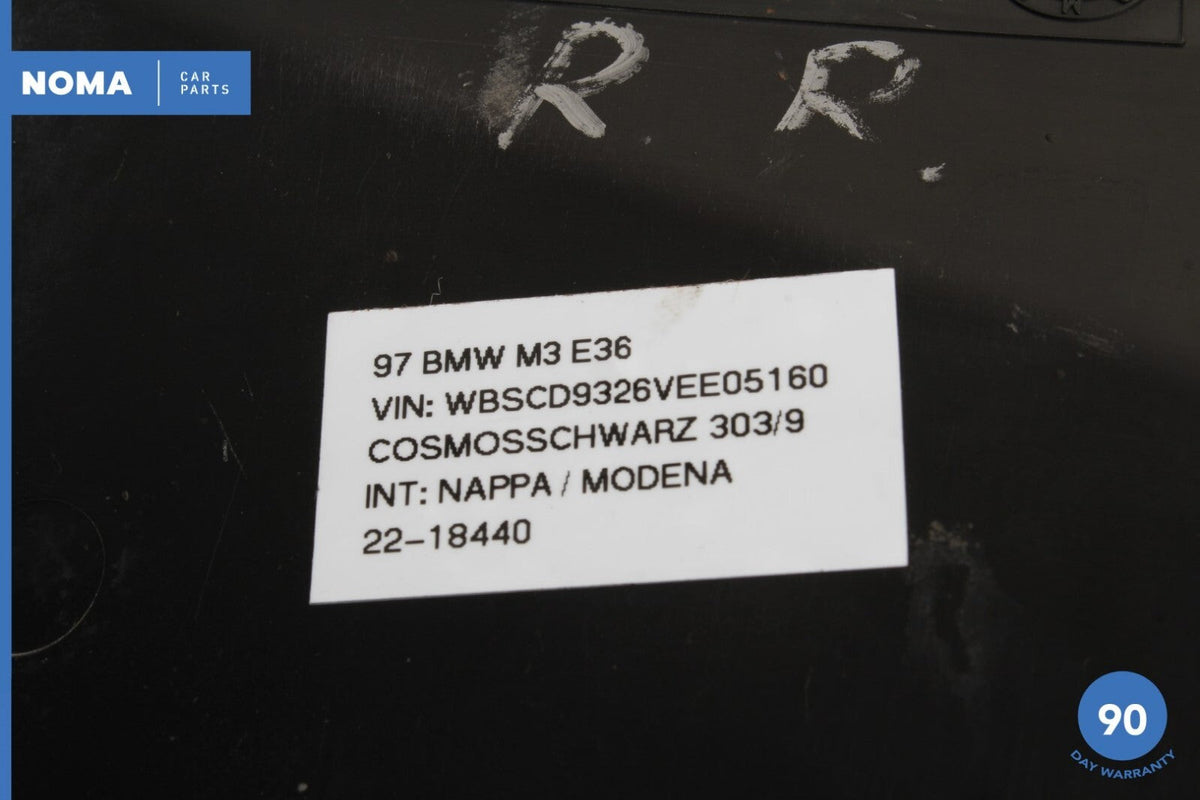 R R
NOMA CAR PARTS
97 BMW M3 E36
VIN: WBSCD9326VEE05160
COSMOSSCHWARZ 303/9
INT: NAPPA / MODENA
22-18440
90
DAY WARRANTY